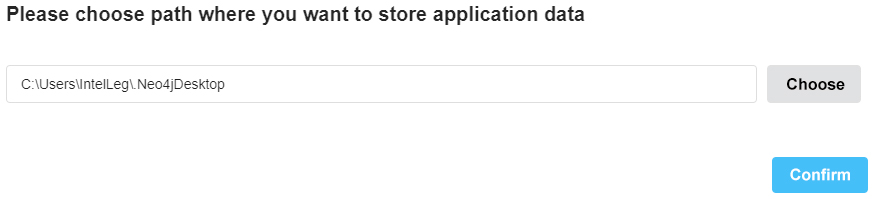 Please choose path where you want to store application data
C:\Users\IntelLeg\.Neo4jDesktop
Choose
Confirm